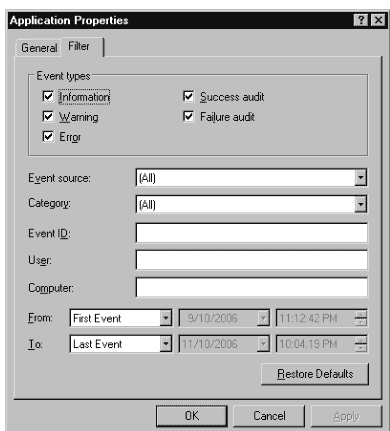 Application Properties
General Filter
Event types
Information Success audit
Warning Failure audit
Error
Event source: (All)
Category: (All)
Event ID:
User:
Computer:
From: First Event 9/10/2006 11:12:42 PM
To: Last Event 11/10/2006 10:04:19 PM
Restore Defaults
OK Cancel Apply